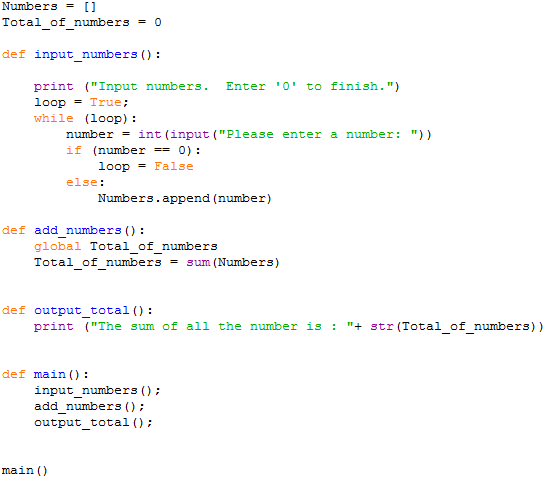 Numbers = []
Total_of_numbers = 0
def input_numbers():
    print ("Input numbers.  Enter '0' to finish.")
    loop = True;
    while (loop):
        number = int(input("Please enter a number: "))
        if (number == 0):
            loop = False
        else:
            Numbers.append(number)
def add_numbers():
    global Total_of_numbers
    Total_of_numbers = sum(Numbers)
def output_total():
    print ("The sum of all the number is : "+ str(Total_of_numbers))
def main():
    input_numbers();
    add_numbers();
    output_total();
main()